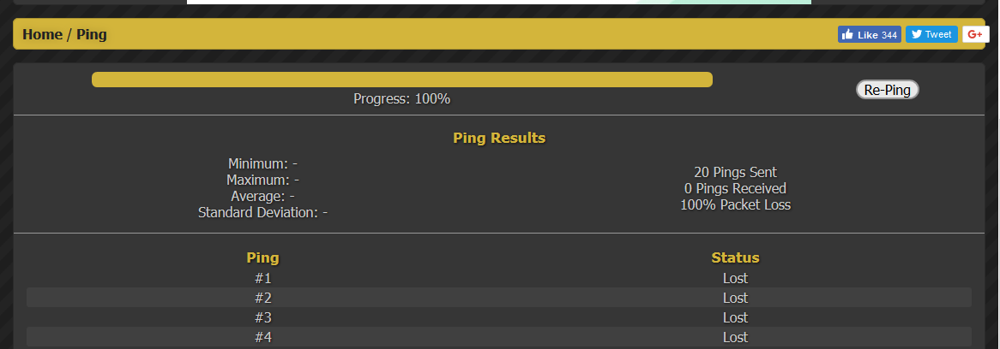 Home / Ping
Like 344
Tweet
G+
Progress: 100%
Re-Ping
Ping Results
Minimum: -
Maximum: -
Average: -
Standard Deviation: -
20 Pings Sent
0 Pings Received
100% Packet Loss
Ping Status
#1 Lost
#2 Lost
#3 Lost
#4 Lost